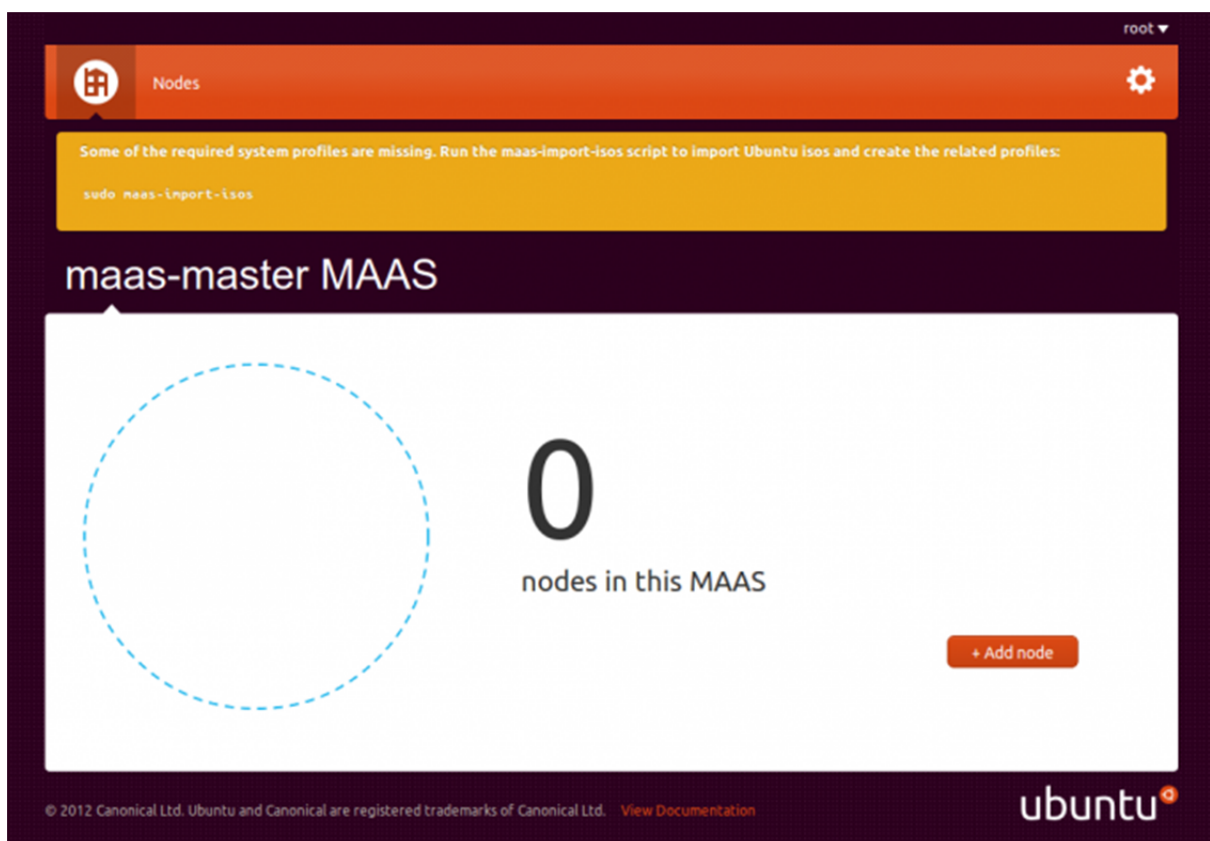 root
Nodes
Some of the required system profiles are missing. Run the maas-import-isos script to import Ubuntu isos and create the related profiles:
sudo maas-import-isos
maas-master MAAS
0
nodes in this MAAS
+ Add node
© 2012 Canonical Ltd. Ubuntu and Canonical are registered trademarks of Canonical Ltd. View Documentation
ubuntu